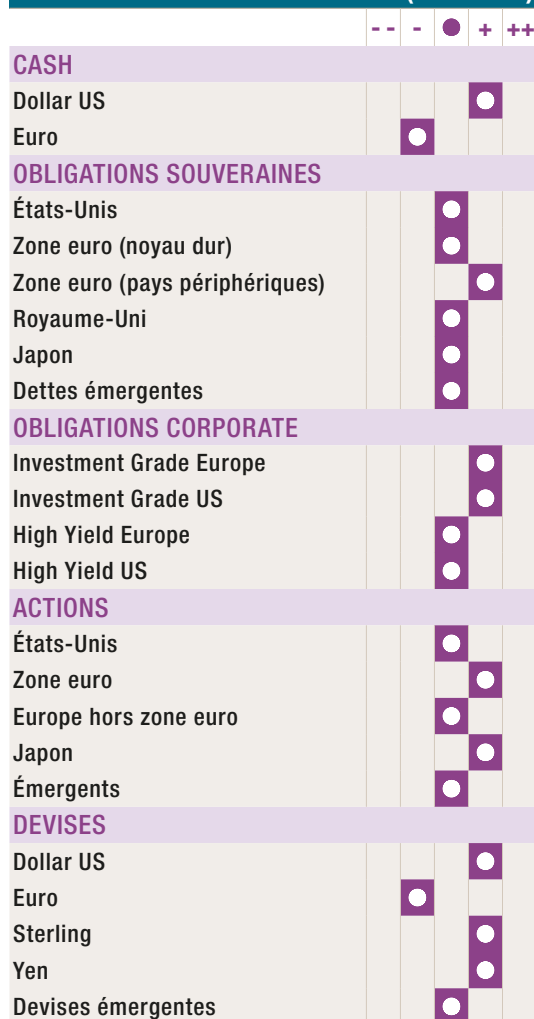 -- - ● + ++
CASH
Dollar US
Euro
OBLIGATIONS SOUVERAINES
États-Unis
Zone euro (noyau dur)
Zone euro (pays périphériques)
Royaume-Uni
Japon
Dettes émergentes
OBLIGATIONS CORPORATE
Investment Grade Europe
Investment Grade US
High Yield Europe
High Yield US
ACTIONS
États-Unis
Zone euro
Europe hors zone euro
Japon
Émergents
DEVISES
Dollar US
Euro
Sterling
Yen
Devises émergentes